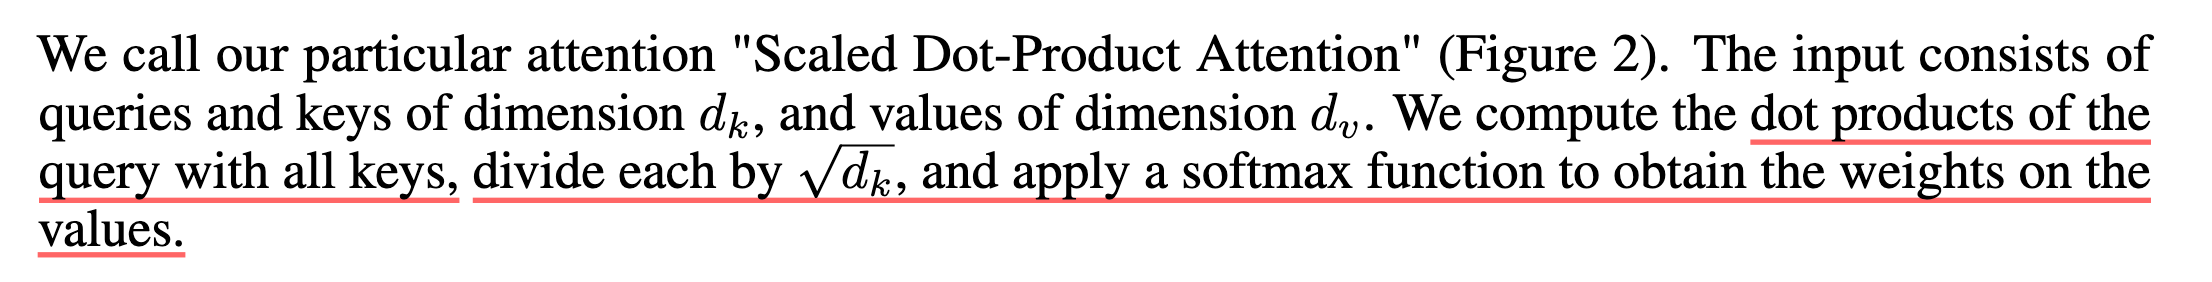 We call our particular attention "Scaled Dot-Product Attention" (Figure 2). The input consists of
queries and keys of dimension $d_k$, and values of dimension $d_v$. We compute the dot products of the
query with all keys, divide each by $\sqrt{d_k}$, and apply a softmax function to obtain the weights on the
values.